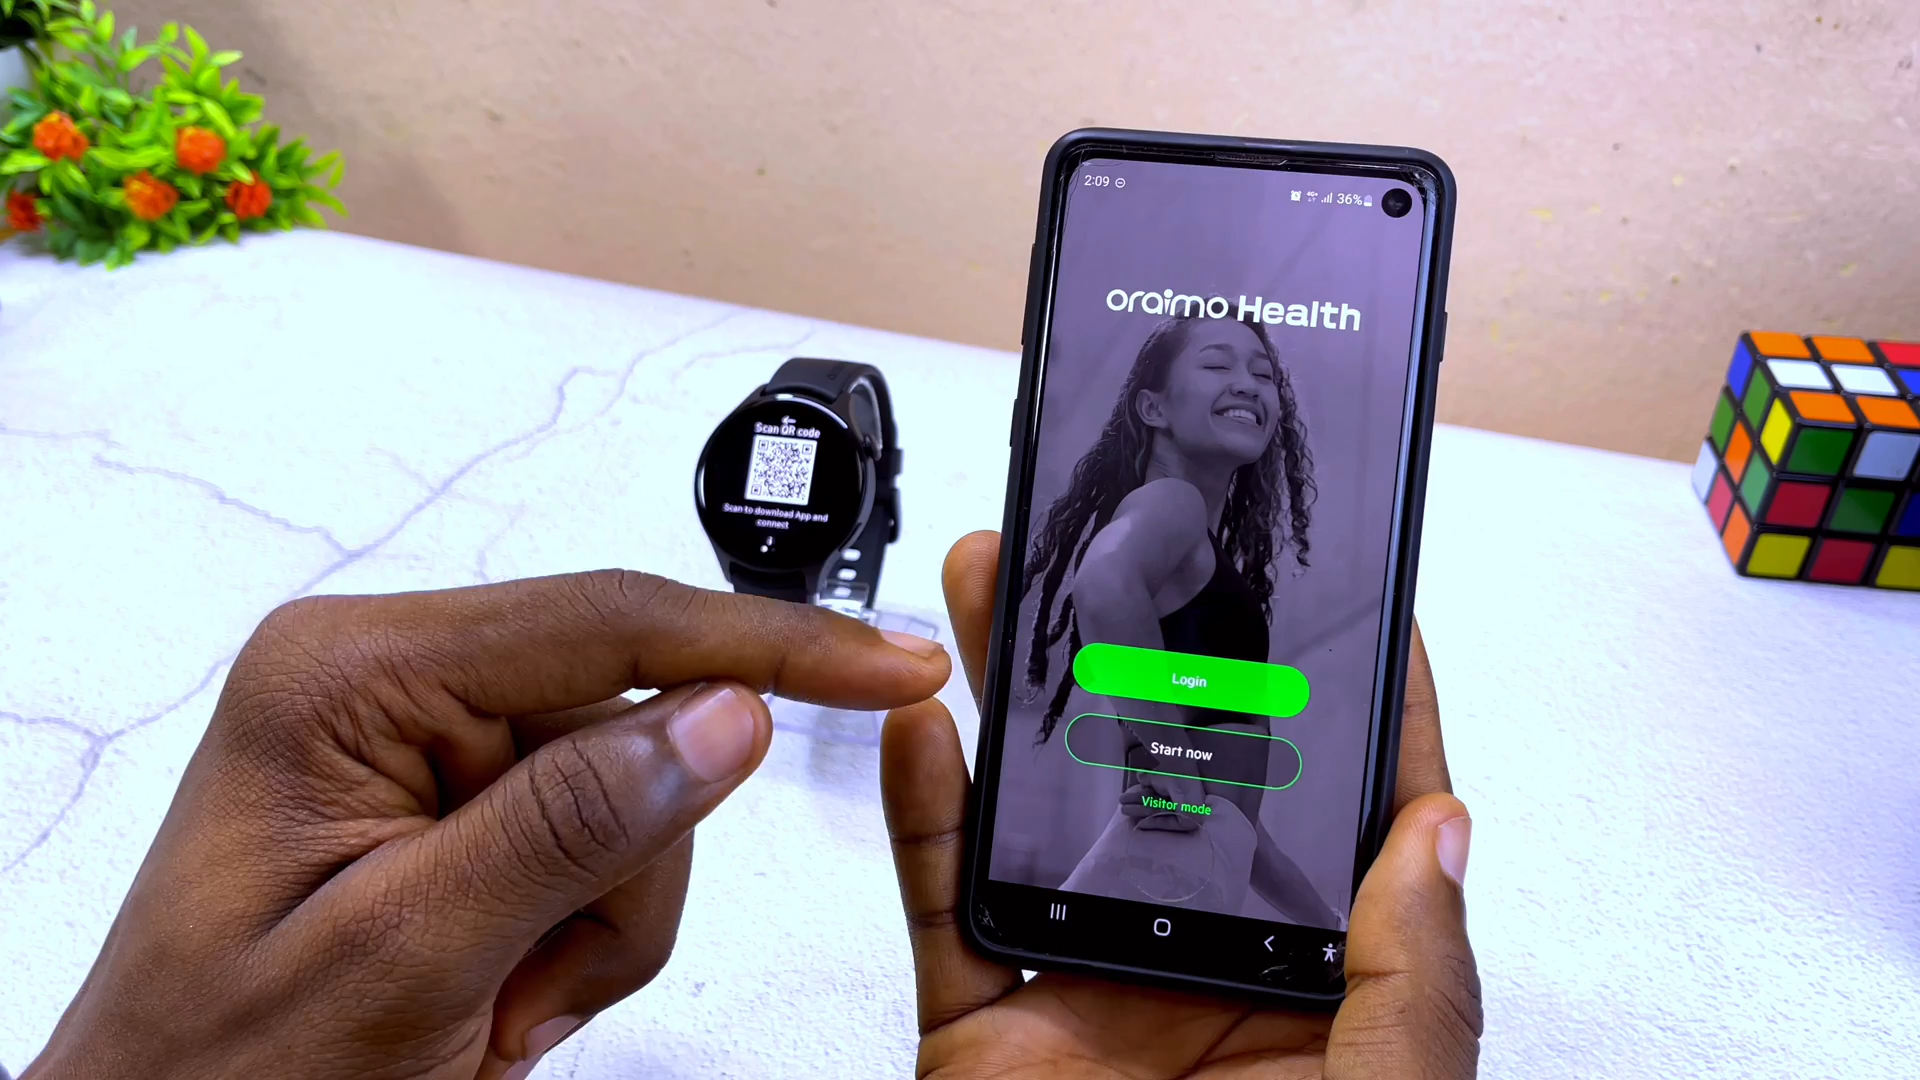 Scan QR code
Scan to download App and
connect
2:09
4G+ 36%
oraimo Health
Login
Start now
Visitor mode